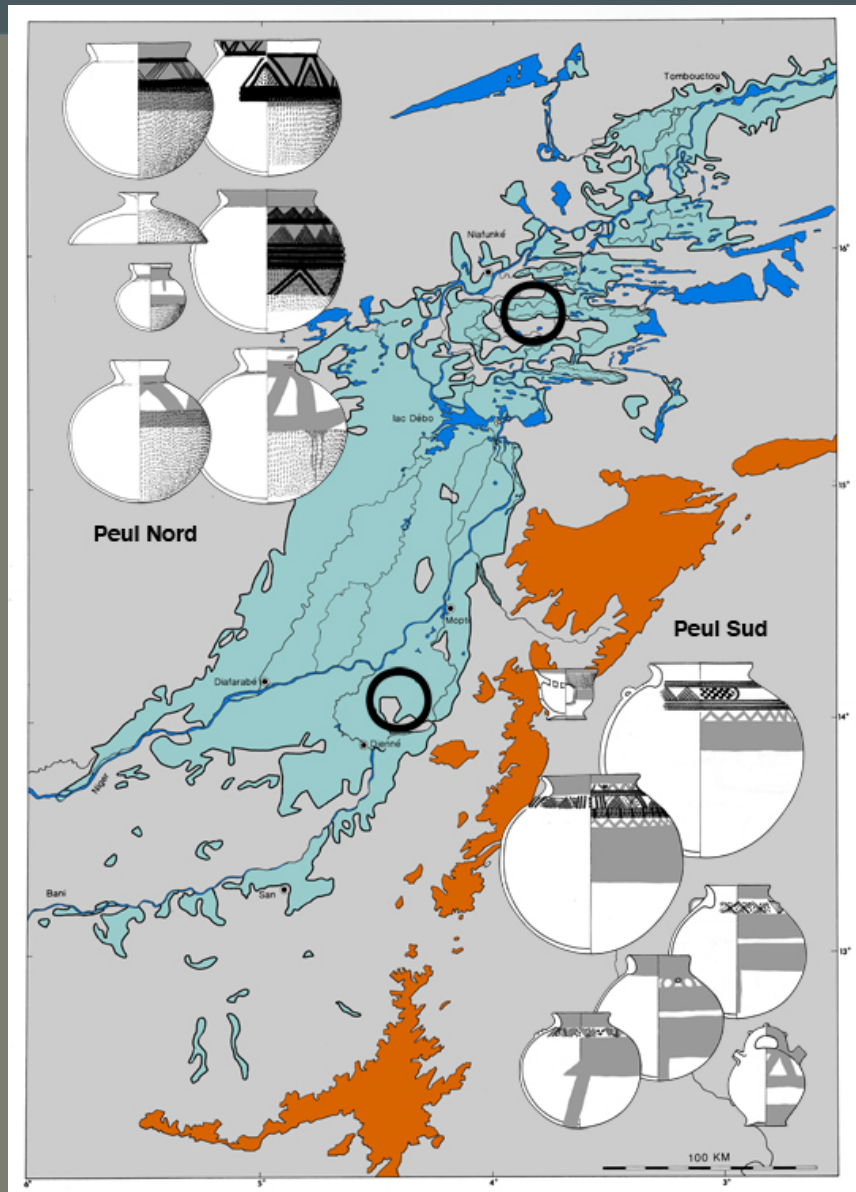 Tombouctou
16°
Niafunké
lac Débo
15°
Peul Nord
Mopti
Peul Sud
Diafarabé
14°
Djenné
Niger
Bani
San
13°
100 KM
6°
5°
4°
3°